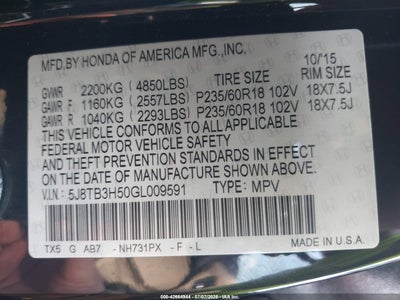 MFD.BY HONDA OF AMERICA MFG.,INC. 10/15
GVWR 2200KG (4850LBS) TIRE SIZE RIM SIZE
GAWR F 1160KG (2557LBS) P235/60R18 102V 18X7.5J
GAWR R 1040KG (2293LBS) P235/60R18 102V 18X7.5J
THIS VEHICLE CONFORMS TO ALL APPLICABLE
FEDERAL MOTOR VEHICLE SAFETY
AND THEFT PREVENTION STANDARDS IN EFFECT
ON THE DATE OF MANUFACTURE SHOWN ABOVE.
V.I.N: 5J8TB3H50GL009591 TYPE: MPV
TX5 G AB7 - NH731PX - F - L MADE IN U.S.A.